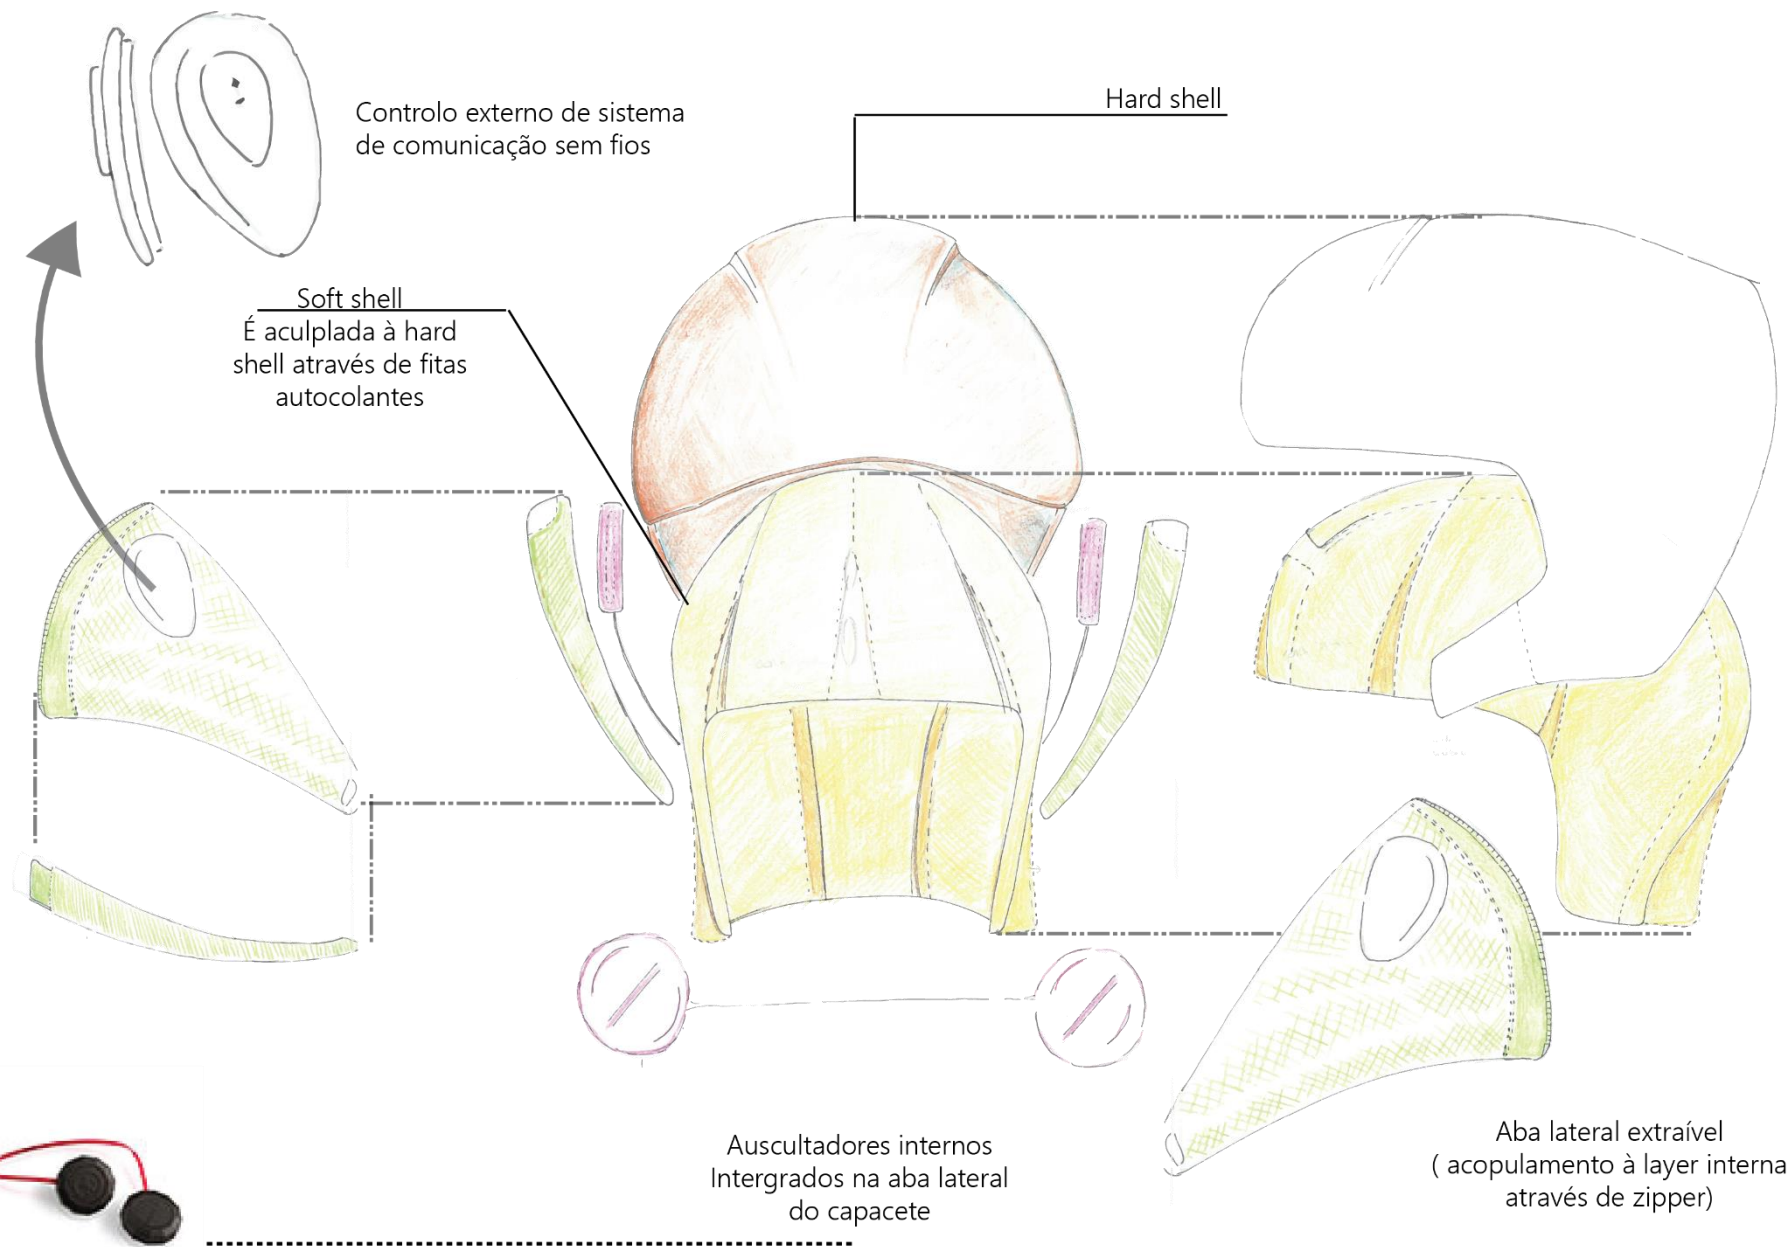 Controlo externo de sistema
de comunicação sem fios
Hard shell
Soft shell
É aculplada à hard
shell através de fitas
autocolantes
Auscultadores internos
Intergrados na aba lateral
do capacete
Aba lateral extraível
( acopulamento à layer interna
através de zipper)